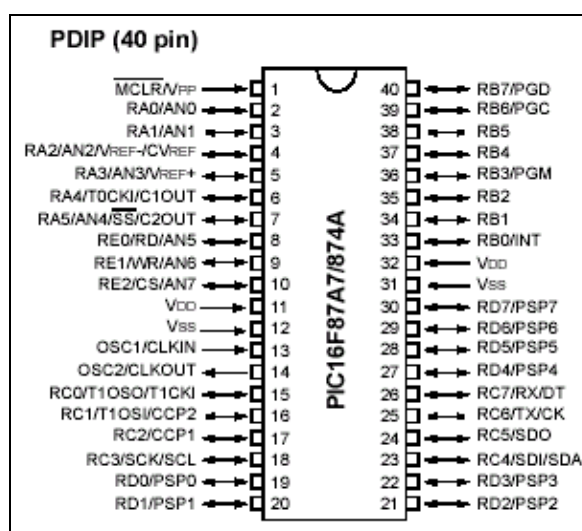 PDIP (40 pin)
MCLR/VPP 1 40 RB7/PGD
RA0/AN0 2 39 RB6/PGC
RA1/AN1 3 38 RB5
RA2/AN2/VREF-/CVREF 4 37 RB4
RA3/AN3/VREF+ 5 36 RB3/PGM
RA4/T0CKI/C1OUT 6 35 RB2
RA5/AN4/SS/C2OUT 7 34 RB1
RE0/RD/AN5 8 33 RB0/INT
RE1/WR/AN6 9 32 VDD
RE2/CS/AN7 10 31 VSS
VDD 11 30 RD7/PSP7
VSS 12 29 RD6/PSP6
OSC1/CLKIN 13 28 RD5/PSP5
OSC2/CLKOUT 14 27 RD4/PSP4
RC0/T1OSO/T1CKI 15 26 RC7/RX/DT
RC1/T1OSI/CCP2 16 25 RC6/TX/CK
RC2/CCP1 17 24 RC5/SDO
RC3/SCK/SCL 18 23 RC4/SDI/SDA
RD0/PSP0 19 22 RD3/PSP3
RD1/PSP1 20 21 RD2/PSP2
PIC16F87A7/874A